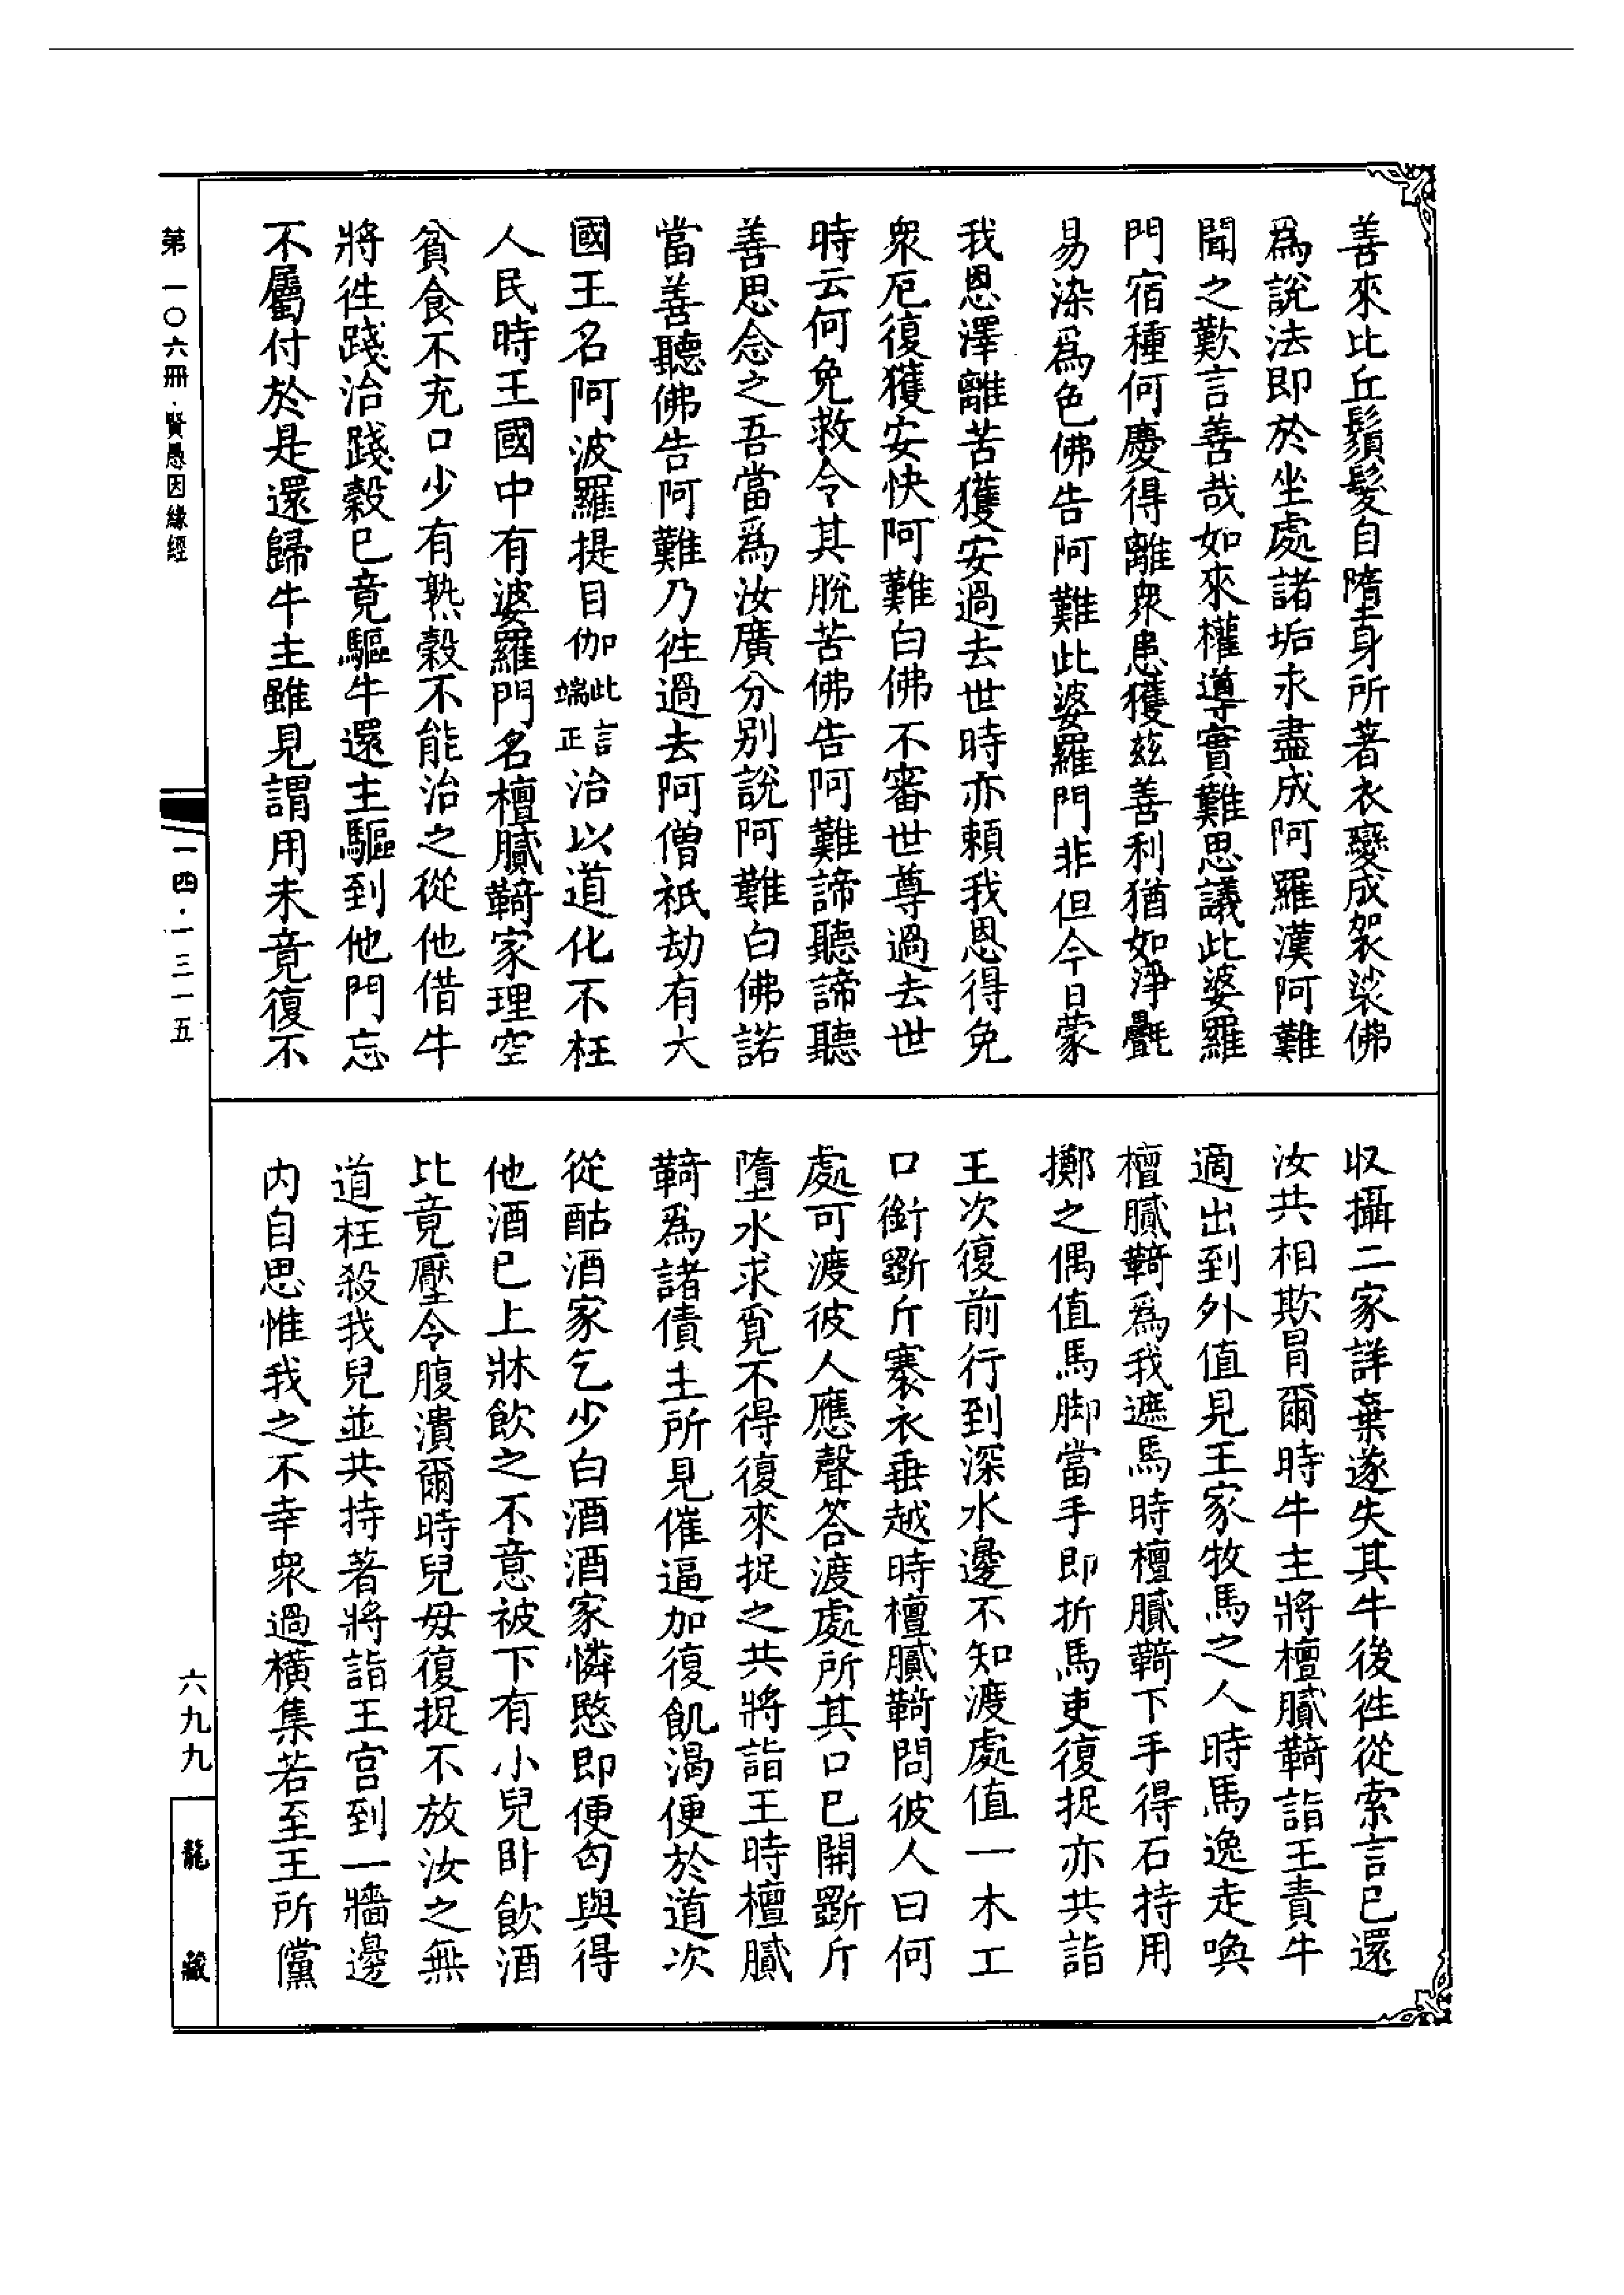 善來比丘鬚髮自墮身所著衣變成袈裟佛
爲說法即於坐處諸垢永盡成阿羅漢阿難
聞之歎言善哉如來權導實難思議此婆羅
門宿種何慶得離衆患獲兹善利猶如淨氎
易染爲色佛告阿難此婆羅門非但今日蒙
我恩澤離苦獲安過去世時亦賴我恩得免
衆厄復獲安快阿難白佛不審世尊過去世
時云何免救令其脫苦佛告阿難諦聽諦聽
善思念之吾當爲汝廣分别說阿難白佛諾
當善聽佛告阿難乃徃過去阿僧祇劫有大
國王名阿波羅提目伽此言端正治以道化不枉
人民時王國中有婆羅門名檀膩䩭家理空
貧食不充口少有熟穀不能治之從他借牛
將徃踐治踐穀已竟驅牛還主驅到他門忘
不屬付於是還歸牛主雖見謂用未竟復不
收攝二家詳棄遂失其牛後徃從索言已還
汝共相欺冐爾時牛主將檀膩䩭詣王責牛
適出到外值見王家牧馬之人時馬逸走喚
檀膩䩭爲我遮馬時檀膩䩭下手得石持用
擲之偶值馬脚當手即折馬吏復捉亦共詣
王次復前行到深水邊不知渡處值一木工
口銜斲斤褰衣垂越時檀膩䩭問彼人曰何
處可渡彼人應聲答渡處所其口已開斲斤
墮水求覓不得復來捉之共將詣王時檀膩
䩭爲諸債主所見催逼加復飢渴便於道次
從酤酒家乞少白酒酒家憐愍即便匃與得
他酒已上牀飲之不意被下有小兒卧飲酒
比竟壓令腹潰爾時兒母復捉不放汝之無
道枉殺我兒並共持著將詣王宮到一牆邊
内自思惟我之不幸衆過橫集若至王所儻
第一〇六冊·賢愚因緣經
一四·一三一五
六九九
龍藏